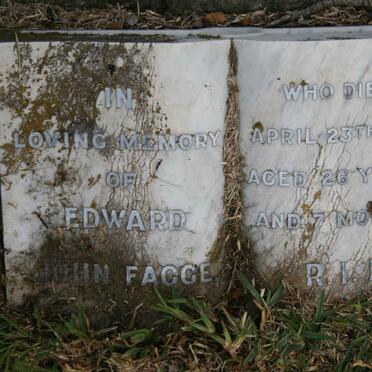 IN
LOVING MEMORY
OF
EDWARD
JOHN FAGGE
WHO DIE
APRIL 23TH
AGED 26 Y
AND 7 MO
R.I.